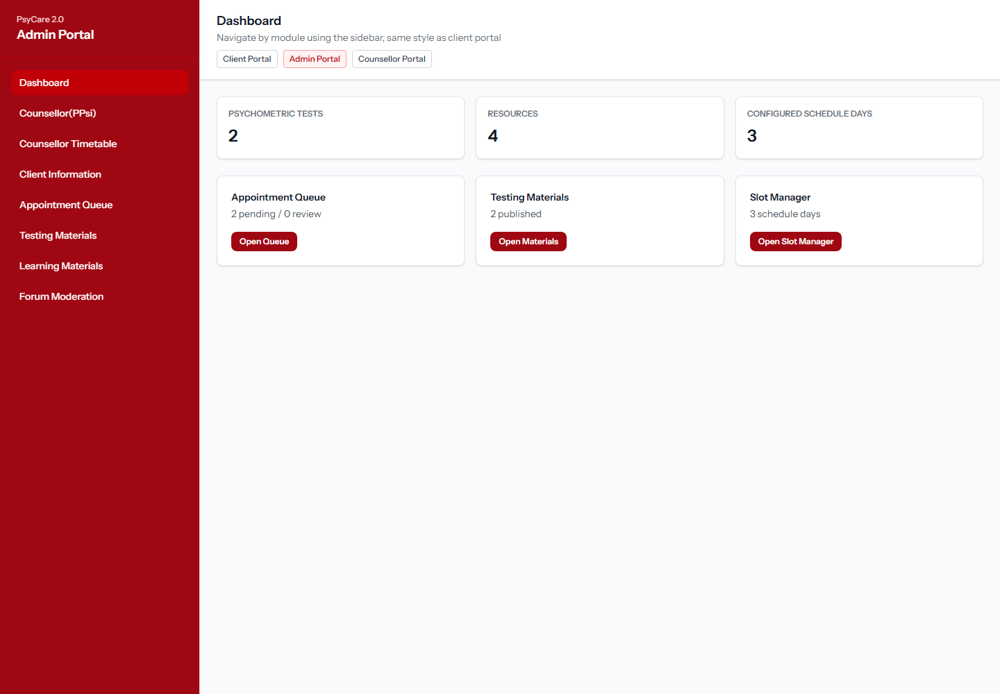 PsyCare 2.0
Admin Portal
Dashboard
Counsellor(PPsi)
Counsellor Timetable
Client Information
Appointment Queue
Testing Materials
Learning Materials
Forum Moderation
Dashboard
Navigate by module using the sidebar, same style as client portal
Client Portal
Admin Portal
Counsellor Portal
PSYCHOMETRIC TESTS
2
RESOURCES
4
CONFIGURED SCHEDULE DAYS
3
Appointment Queue
2 pending / 0 review
Open Queue
Testing Materials
2 published
Open Materials
Slot Manager
3 schedule days
Open Slot Manager